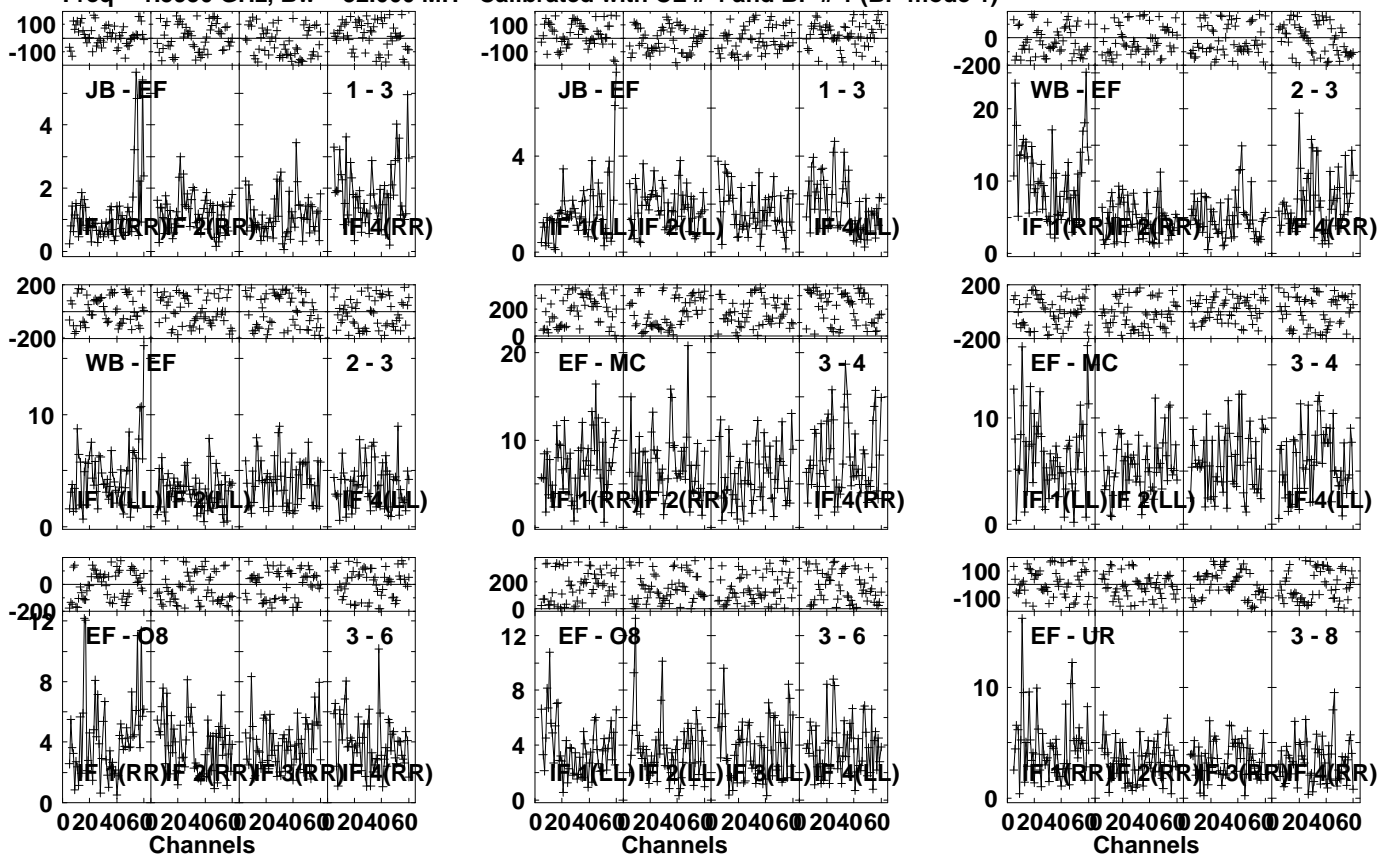 Freq GHz, Bw MH Calibrated with CL # and BP # (BP mode 1)
100
-100
JB - EF 1 - 3
4
2
IF 1(RR) IF 2(RR) IF 4(RR)
0
100
-100
JB - EF 1 - 3
4
IF 1(LL) IF 2(LL) IF 4(LL)
0
0
-200
WB - EF 2 - 3
20
10
IF 1(RR) IF 2(RR) IF 4(RR)
0
200
-200
WB - EF 2 - 3
10
IF 1(LL) IF 2(LL) IF 4(LL)
0
200
0
EF - MC 3 - 4
20
10
IF 1(RR) IF 2(RR) IF 4(RR)
0
200
-200
EF - MC 3 - 4
10
IF 1(LL) IF 2(LL) IF 4(LL)
0
0
-200
12
EF - O8 3 - 6
8
4
IF 1(RR) IF 2(RR) IF 3(RR) IF 4(RR)
0
0 20 40 60 0 20 40 60 0 20 40 60 0 20 40 60
Channels
200
0
EF - O8 3 - 6
12
8
4
IF 1(LL) IF 2(LL) IF 3(LL) IF 4(LL)
0
0 20 40 60 0 20 40 60 0 20 40 60 0 20 40 60
Channels
100
-100
EF - UR 3 - 8
10
IF 1(RR) IF 2(RR) IF 3(RR) IF 4(RR)
0
0 20 40 60 0 20 40 60 0 20 40 60 0 20 40 60
Channels